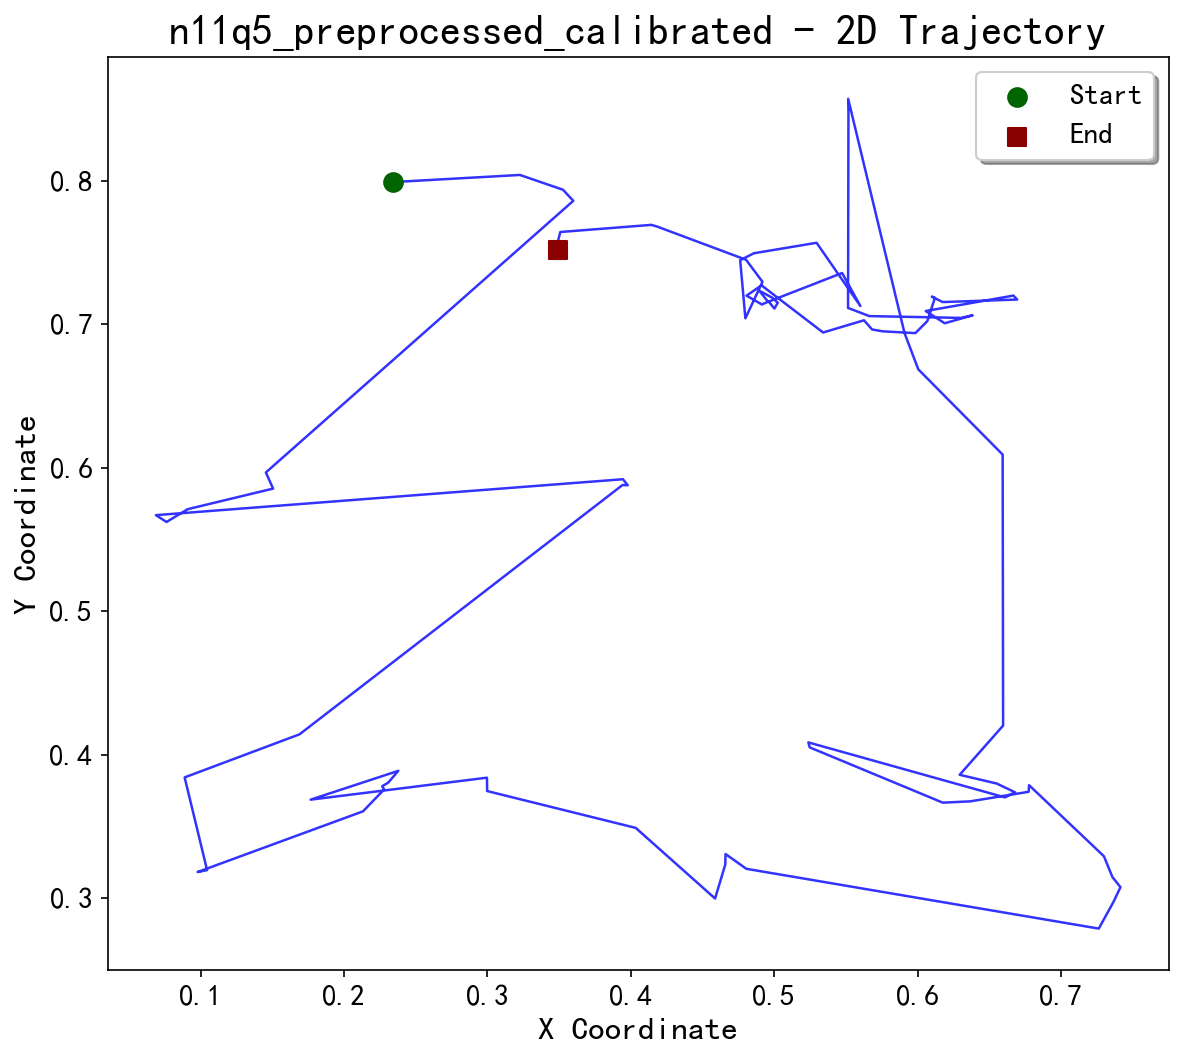 n11q5_preprocessed_calibrated - 2D Trajectory
Start
End
Y Coordinate
0.8
0.7
0.6
0.5
0.4
0.3
0.1 0.2 0.3 0.4 0.5 0.6 0.7
X Coordinate